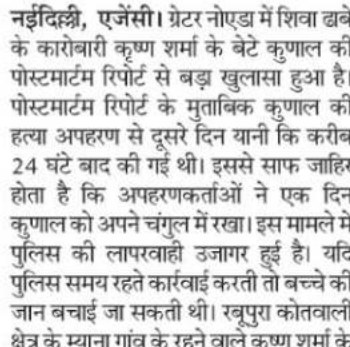 नईदिल्ली, एजेंसी। ग्रेटर नोएडा में शिवा ढाबे
के कारोबारी कृष्ण शर्मा के बेटे कुणाल की
पोस्टमार्टम रिपोर्ट से बड़ा खुलासा हुआ है।
पोस्टमार्टम रिपोर्ट के मुताबिक कुणाल की
हत्या अपहरण से दूसरे दिन यानी कि करीब
24 घंटे बाद की गई थी। इससे साफ जाहिर
होता है कि अपहरणकर्ताओं ने एक दिन
कुणाल को अपने चंगुल में रखा। इस मामले में
पुलिस की लापरवाही उजागर हुई है। यदि
पुलिस समय रहते कार्रवाई करती तो बच्चे की
जान बचाई जा सकती थी। रबूपुरा कोतवाली
क्षेत्र के म्याना गांव के रहने वाले कृष्ण शर्मा के